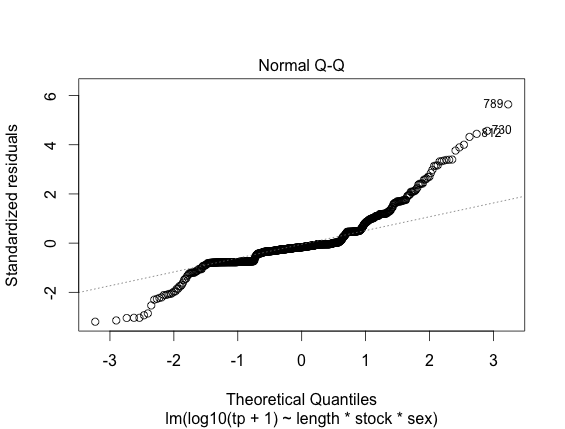 Normal Q-Q
789
730
812
Standardized residuals
6
4
2
0
-2
-3 -2 -1 0 1 2 3
Theoretical Quantiles
lm(log10(tp + 1) ~ length * stock * sex)